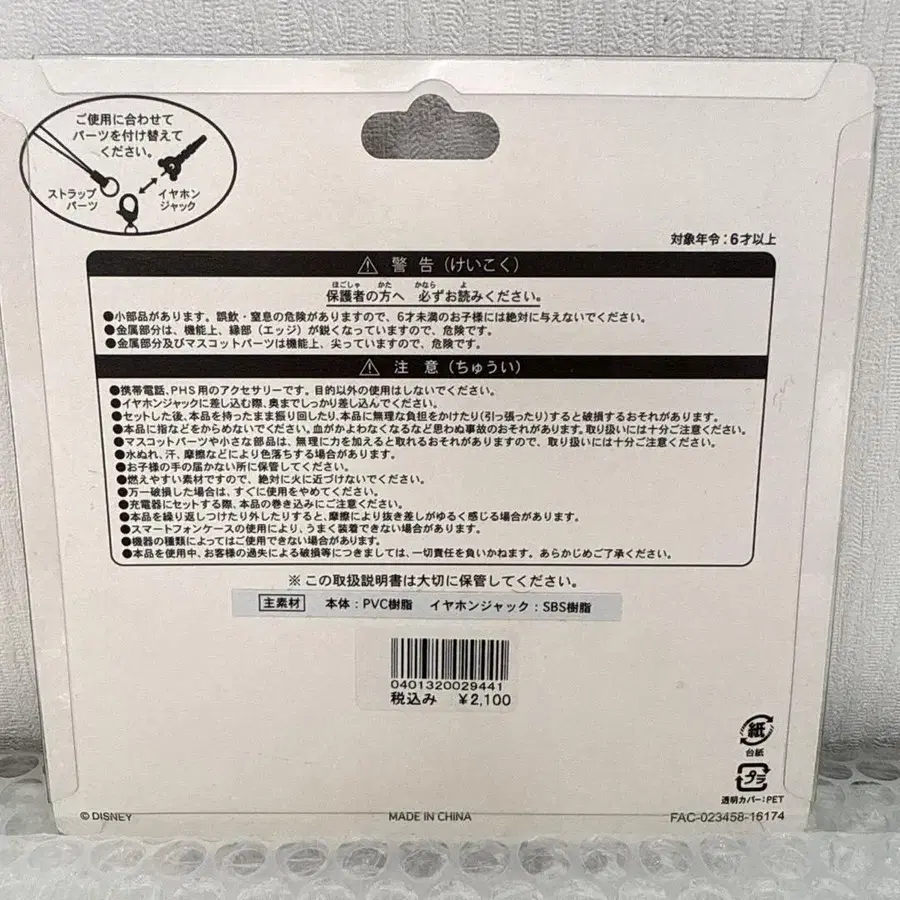 ご使用に合わせて
パーツを付け替えて
ください。
ストラップ
パーツ
イヤホン
ジャック
対象年令：6才以上
警告（けいこく）
ほごしゃ かた かなら よ
保護者の方へ 必ずお読みください。
●小部品があります。誤飲・窒息の危険がありますので、6才未満のお子様には絶対に与えないでください。
●金属部分は、機能上、縁部（エッジ）が鋭くなっていますので、危険です。
●金属部分及びマスコットパーツは機能上、尖っていますので、危険です。
注意（ちゅうい）
●携帯電話、PHS用のアクセサリーです。目的以外の使用はしないでください。
●イヤホンジャックに差し込む際、奥までしっかり差し込んでください。
●セットした後、本品を持ったまま振り回したり、本品に無理な負担をかけたり（引っ張ったり）すると破損するおそれがあります。
●本品に指などをからめないでください。血がかよわなくなるなど思わぬ事故のおそれがあります。取り扱いには十分ご注意ください。
●マスコットパーツや小さな部品は、無理に力を加えると取れるおそれがありますので、取り扱いには十分ご注意ください。
●水ぬれ、汗、摩擦などにより色落ちする場合があります。
●お子様の手の届かない所に保管してください。
●燃えやすい素材ですので、絶対に火に近づけないでください。
●万一破損した場合は、すぐに使用をやめてください。
●充電器にセットする際、本品の巻き込みにご注意ください。
●本品を繰り返しつけたり外したりすると、摩擦により抜き差しがゆるく感じる場合があります。
●スマートフォンケースの使用により、うまく装着できない場合があります。
●機器の種類によってはご使用できない場合があります。
●本品を使用中、お客様の過失による破損等につきましては、一切責任を負いかねます。あらかじめご了承ください。
※この取扱説明書は大切に保管してください。
主素材 本体：PVC樹脂 イヤホンジャック：SBS樹脂
0401320029441
税込み ¥2,100
紙
台紙
プラ
透明カバー：PET
© DISNEY MADE IN CHINA FAC-023458-16174